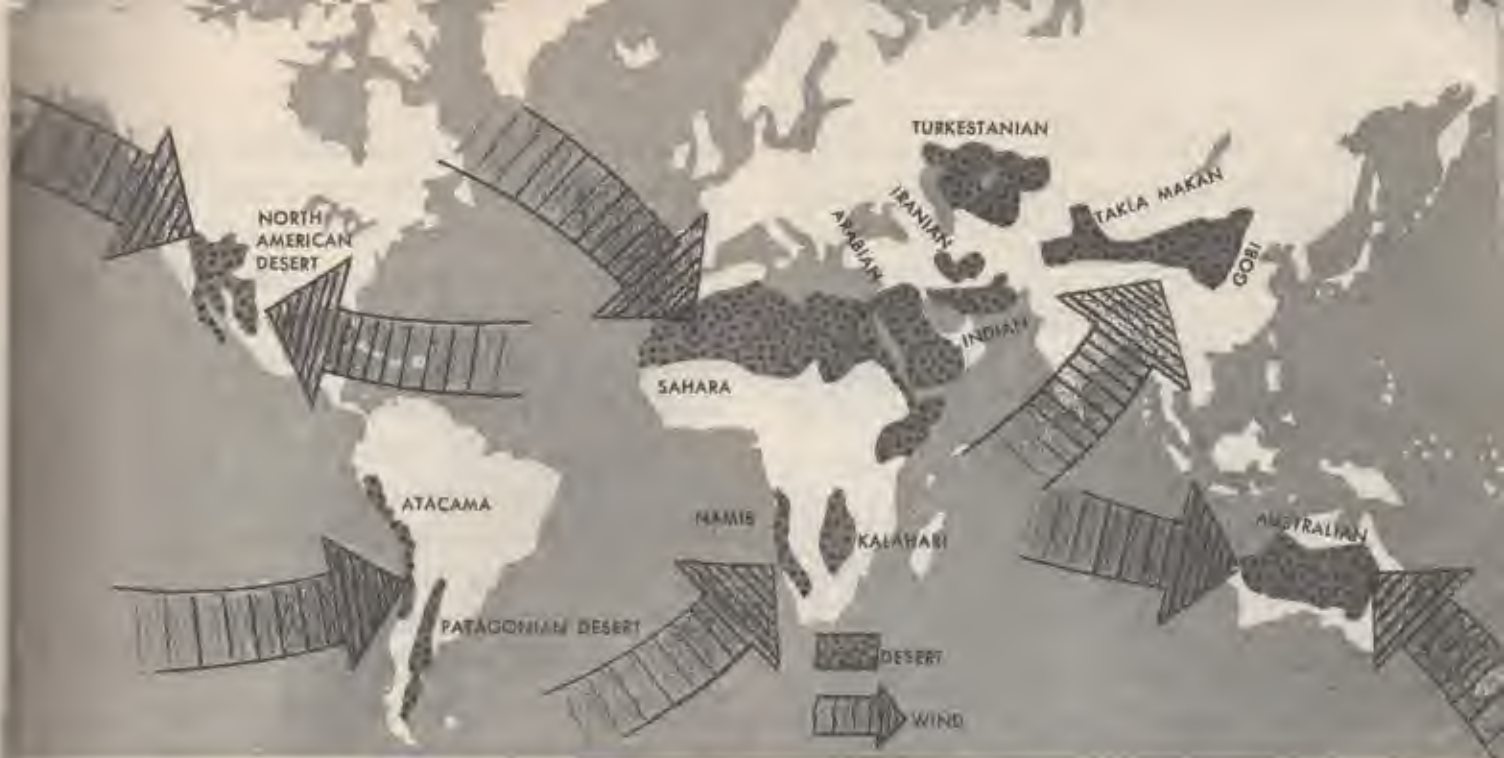 TURKESTANIAN
TAKLA MAKAN
IRANIAN
ARABIAN
GOBI
NORTH
AMERICAN
DESERT
INDIAN
SAHARA
ATACAMA
NAMIB
KALAHARI
AUSTRALIAN
PATAGONIAN DESERT
DESERT
WIND